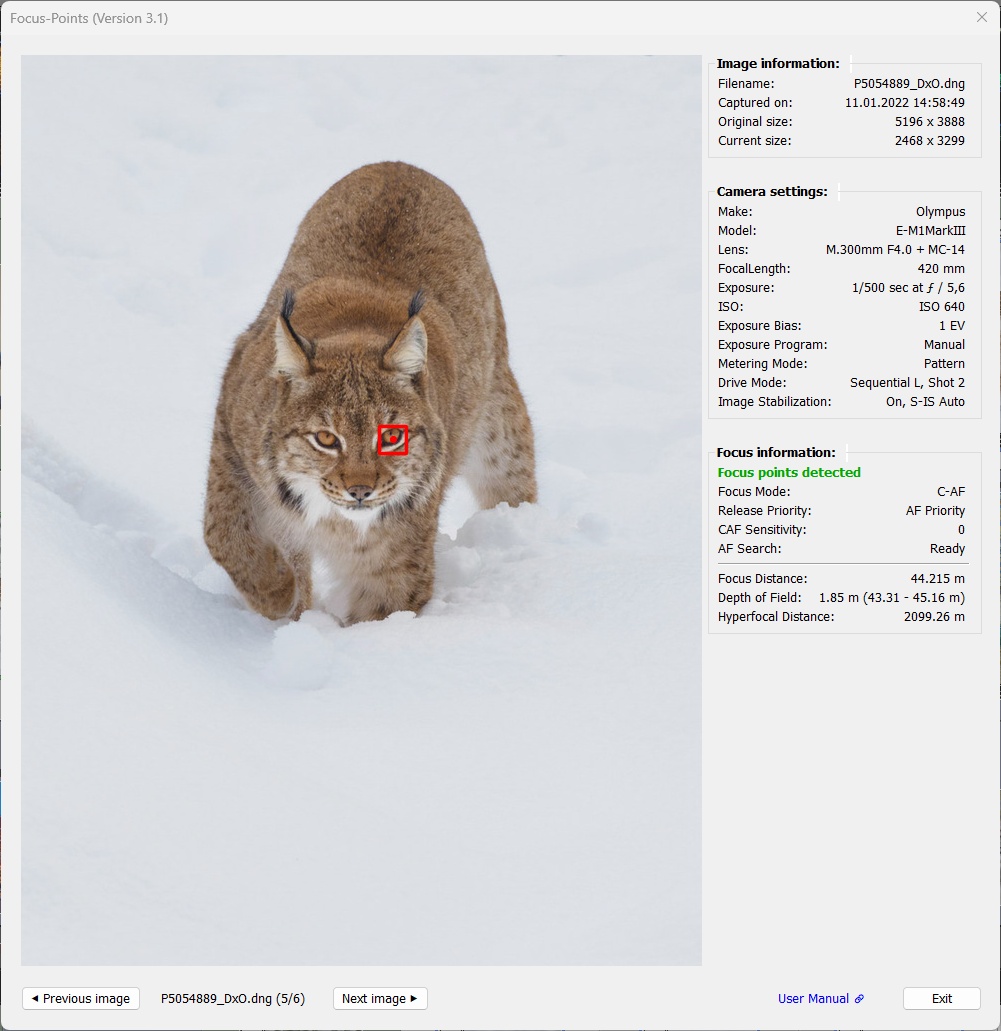 Focus-Points (Version 3.1)
Image information:
Filename: P5054889_DxO.dng
Captured on: 11.01.2022 14:58:49
Original size: 5196 x 3888
Current size: 2468 x 3299
Camera settings:
Make: Olympus
Model: E-M1MarkIII
Lens: M.300mm F4.0 + MC-14
FocalLength: 420 mm
Exposure: 1/500 sec at ƒ / 5,6
ISO: ISO 640
Exposure Bias: 1 EV
Exposure Program: Manual
Metering Mode: Pattern
Drive Mode: Sequential L, Shot 2
Image Stabilization: On, S-IS Auto
Focus information:
Focus points detected
Focus Mode: C-AF
Release Priority: AF Priority
CAF Sensitivity: 0
AF Search: Ready
Focus Distance: 44.215 m
Depth of Field: 1.85 m (43.31 - 45.16 m)
Hyperfocal Distance: 2099.26 m
Previous image P5054889_DxO.dng (5/6) Next image User Manual Exit